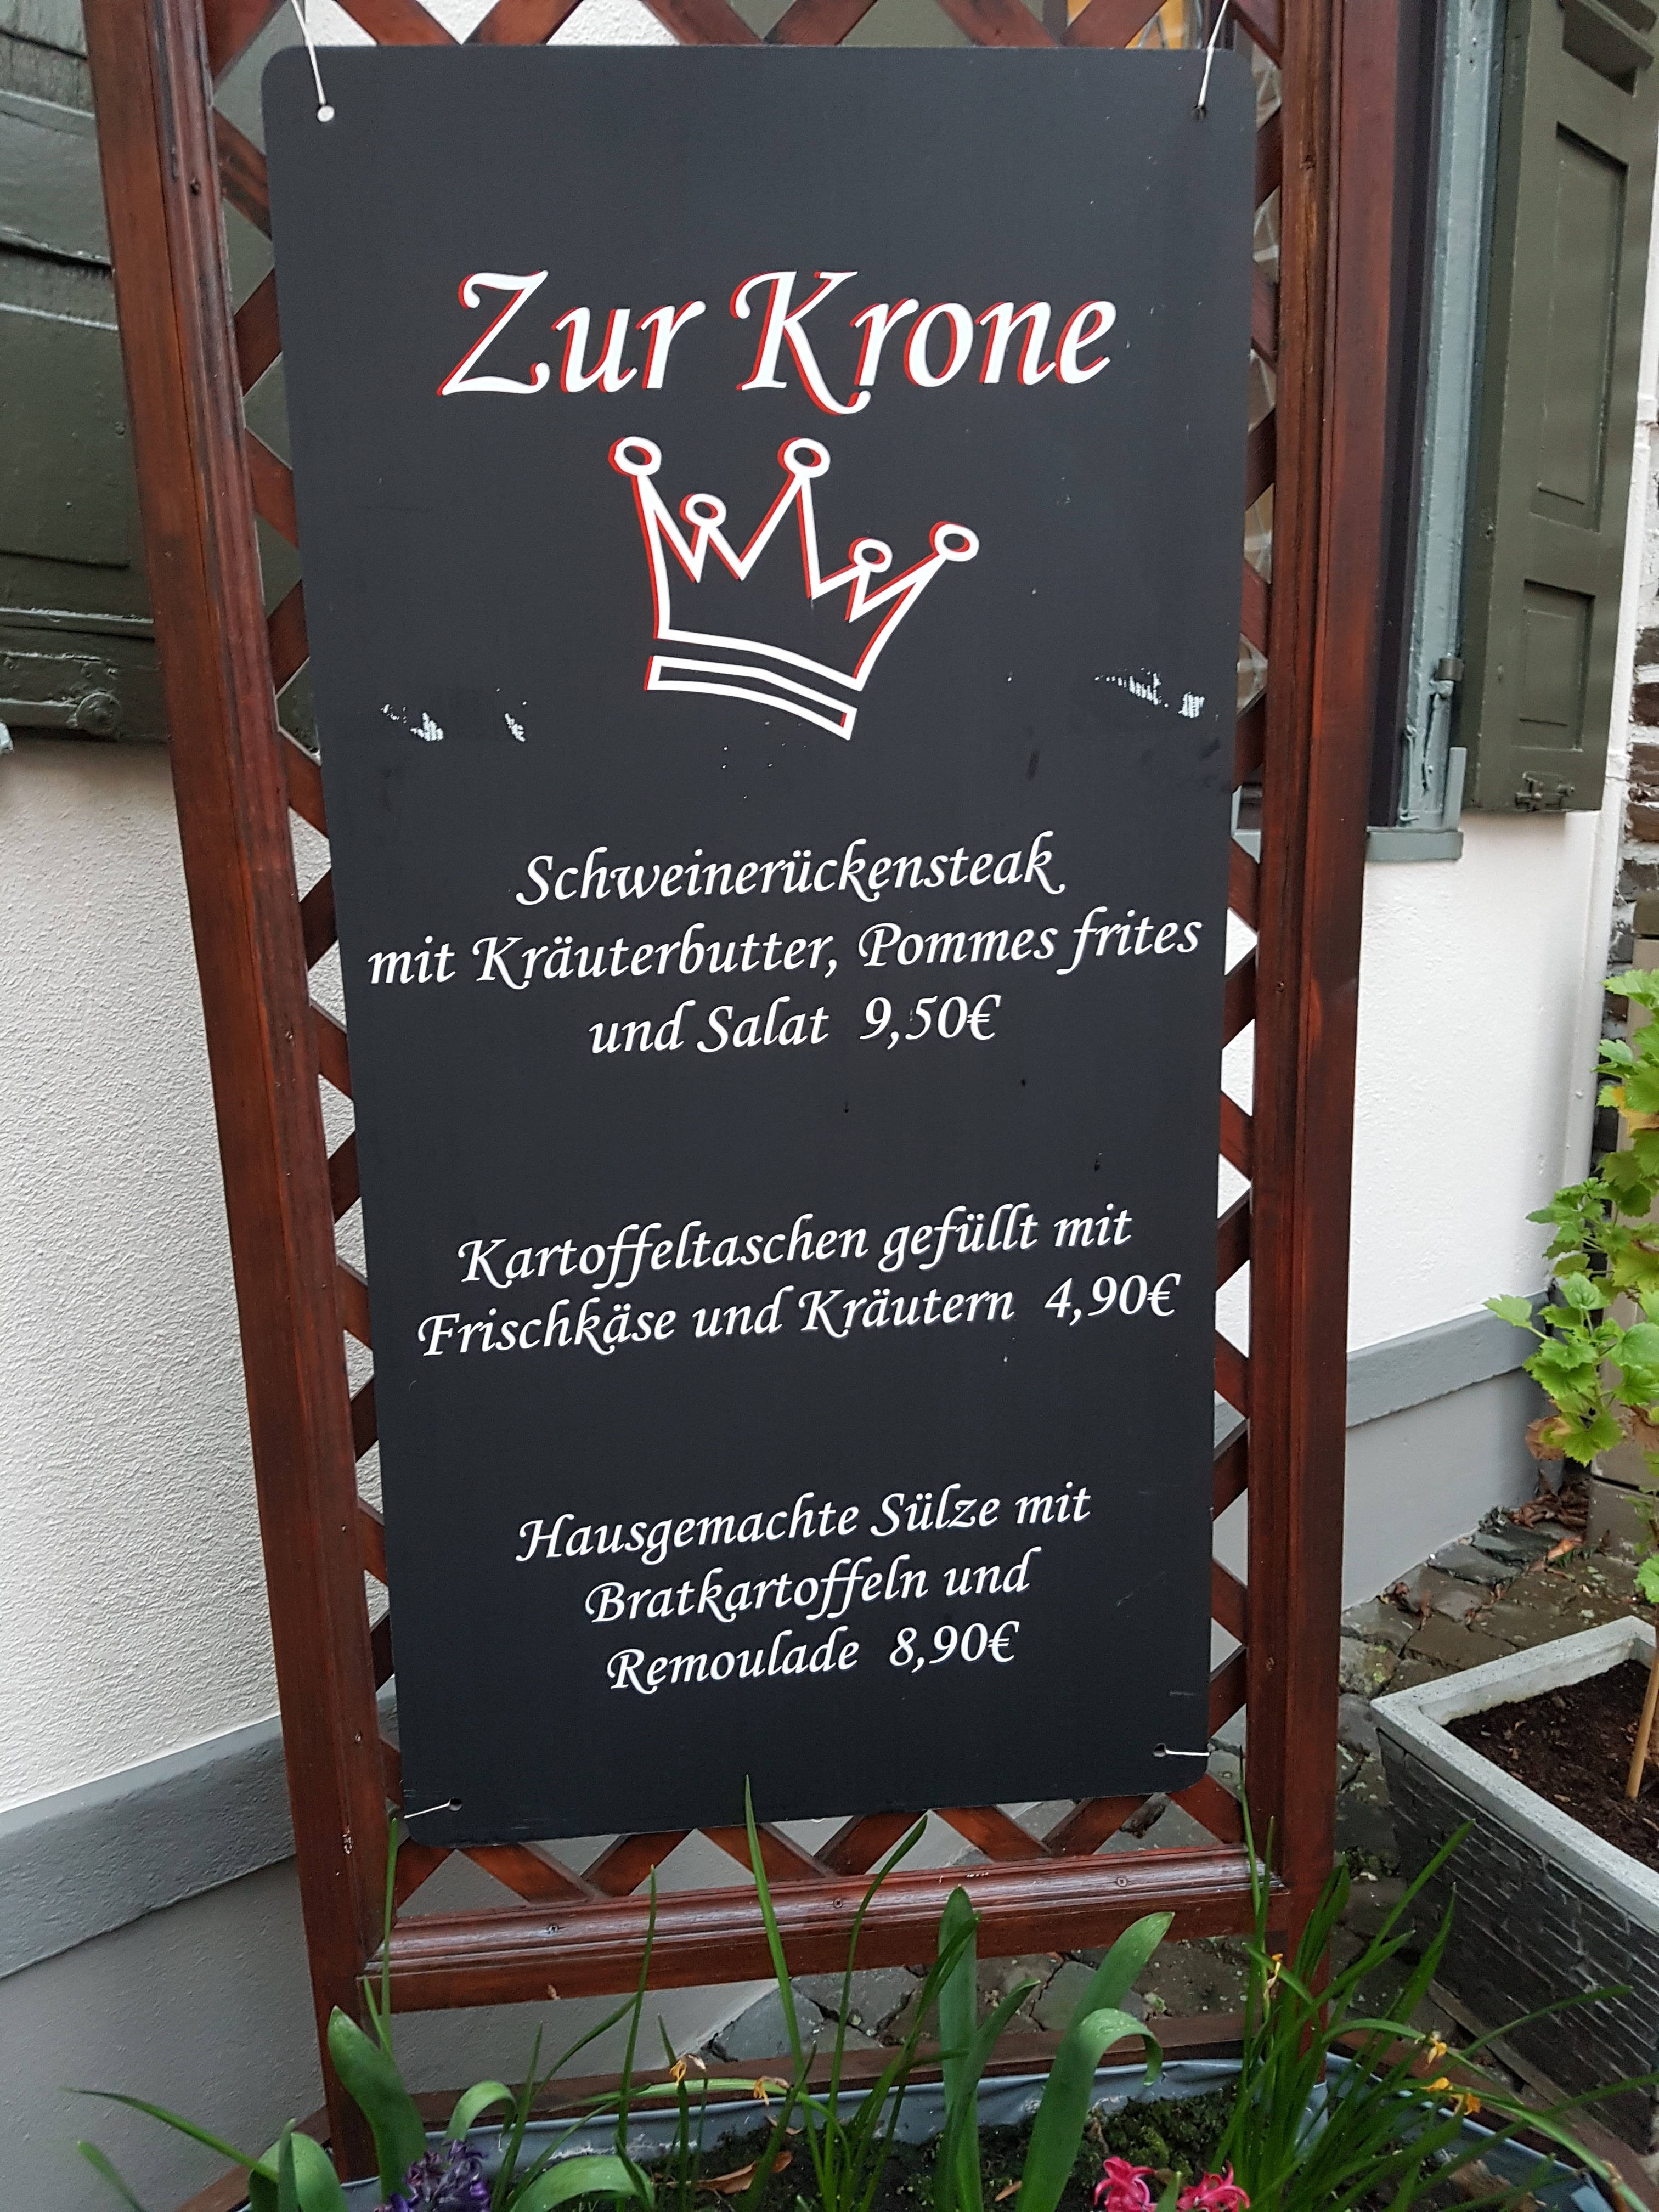 Zur Krone
Schweinerückensteak
mit Kräuterbutter, Pommes frites
und Salat 9,50€
Kartoffeltaschen gefüllt mit
Frischkäse und Kräutern 4,90€
Hausgemachte Sülze mit
Bratkartoffeln und
Remoulade 8,90€